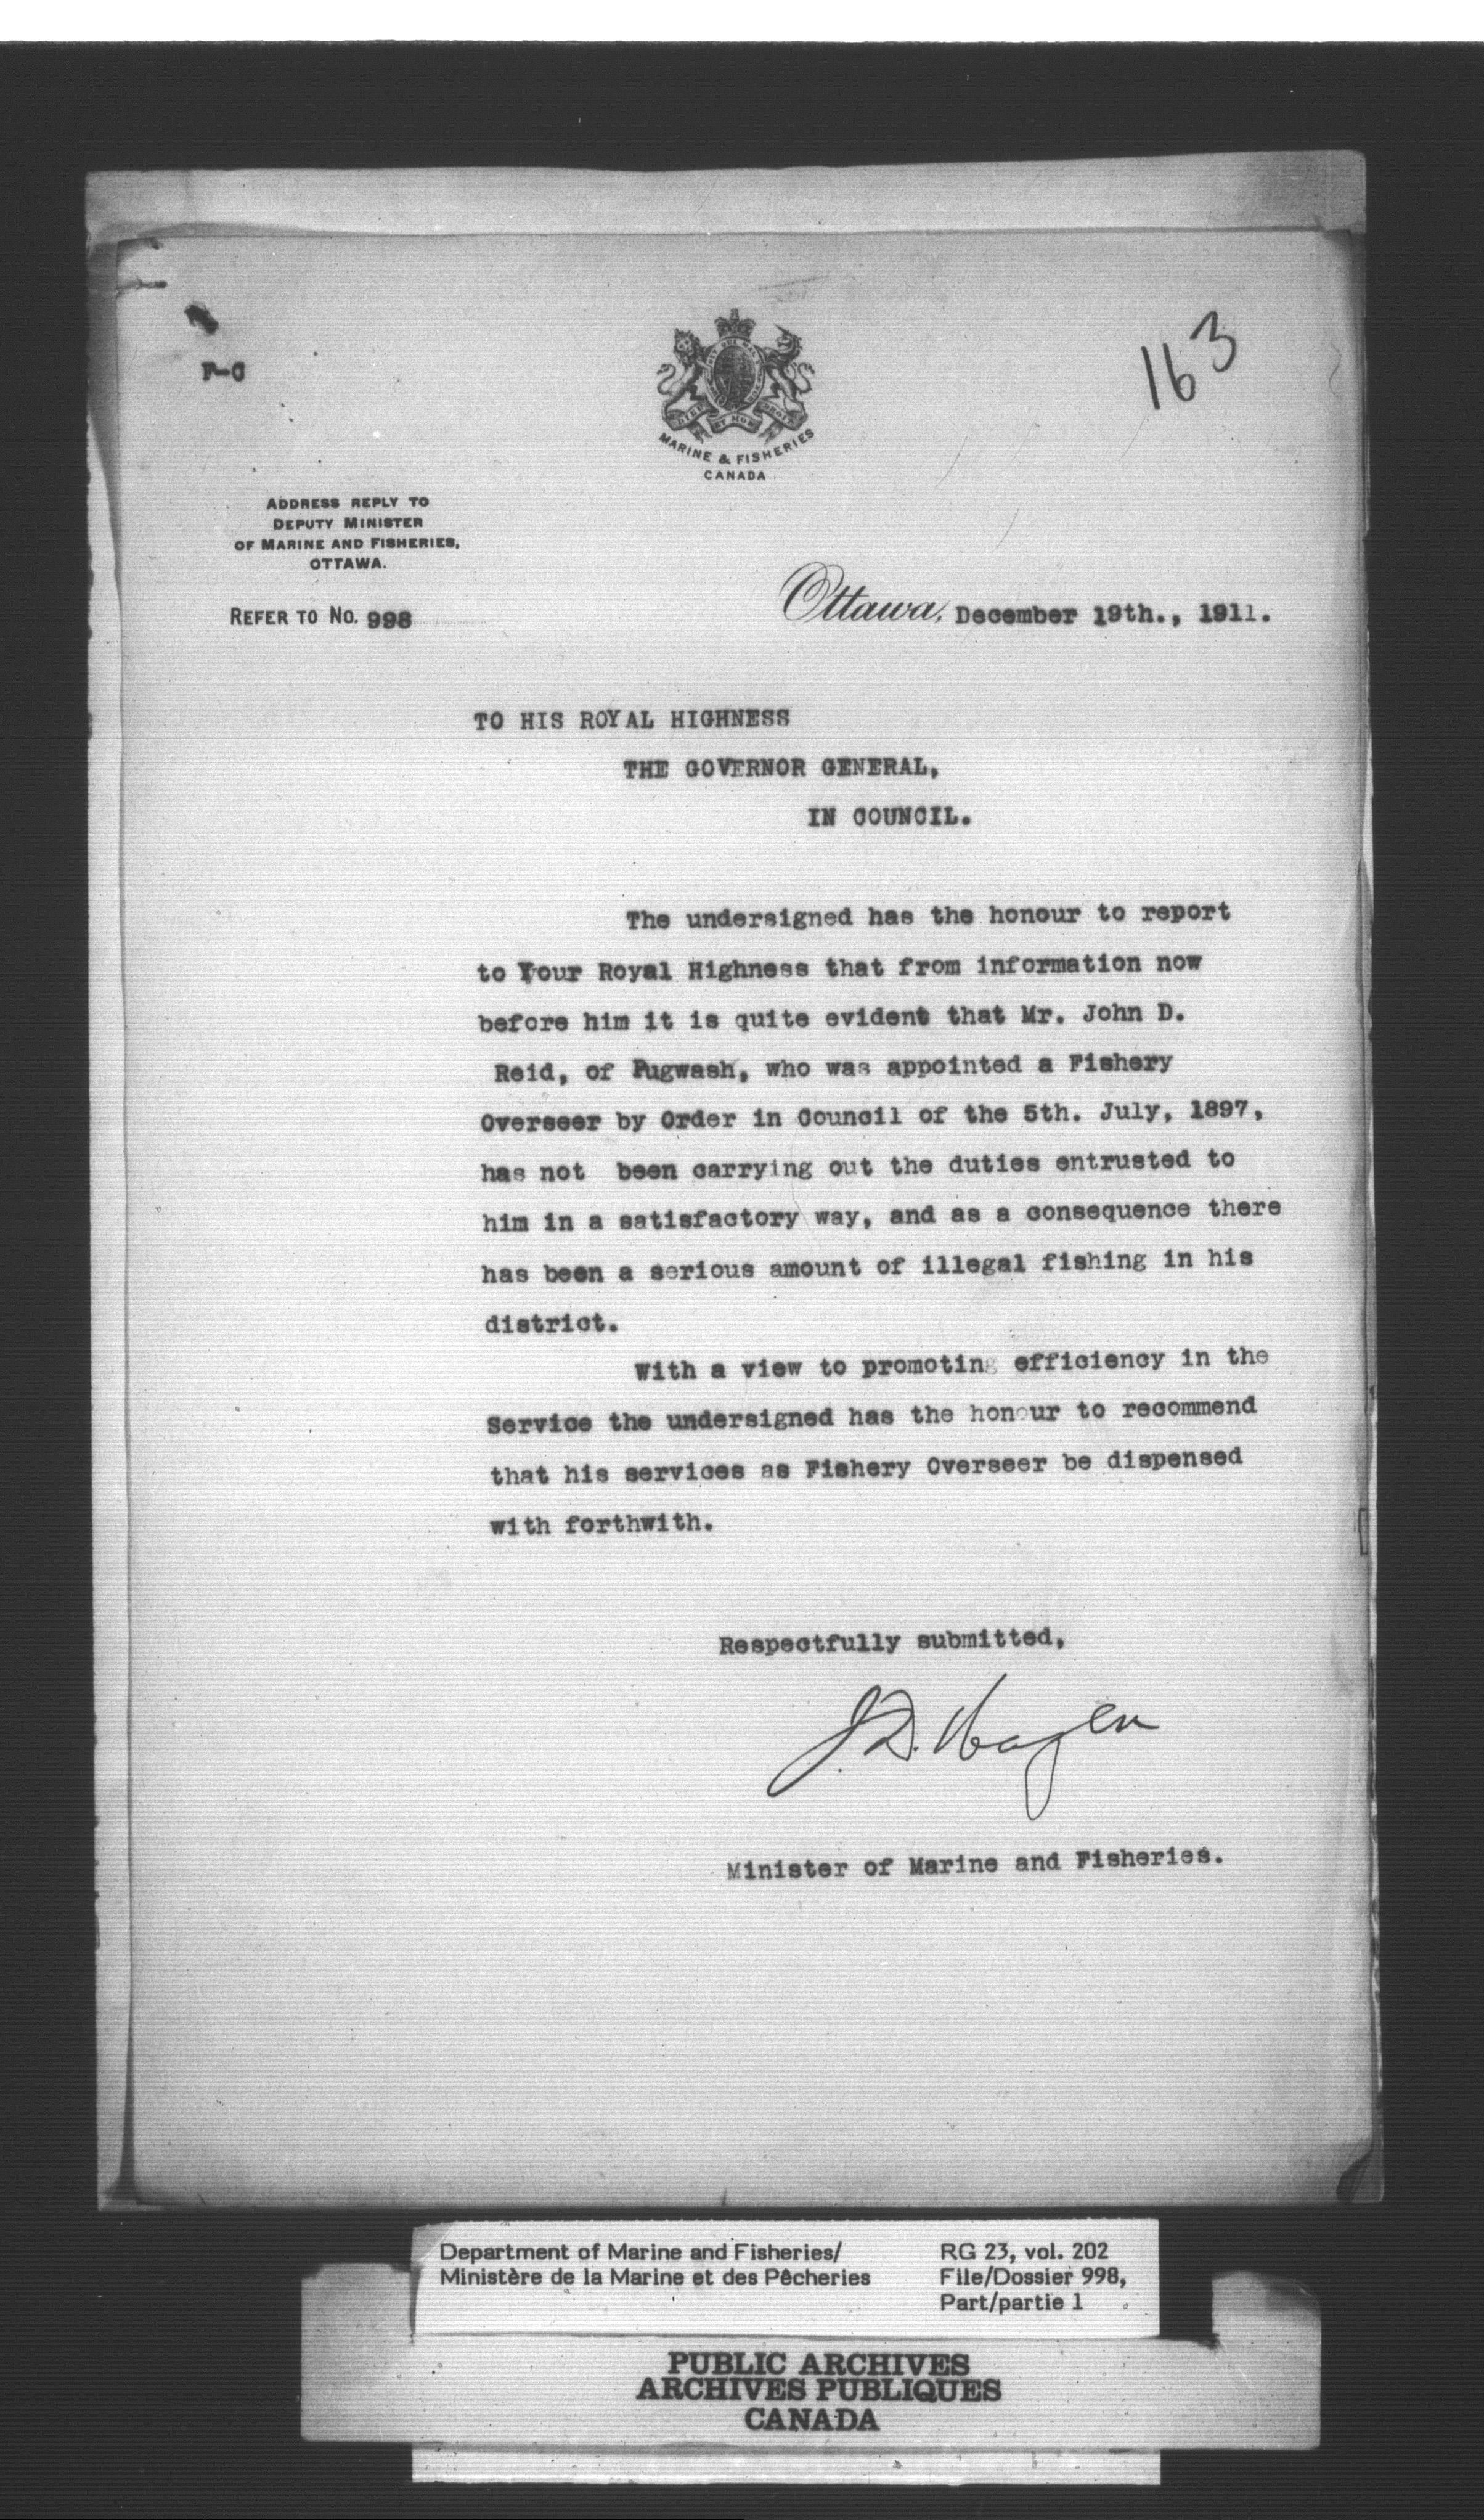 163
F-C
MARINE & FISHERIES
CANADA
ADDRESS REPLY TO
DEPUTY MINISTER
OF MARINE AND FISHERIES,
OTTAWA.
REFER TO NO. 998
Ottawa, December 19th., 1911.
TO HIS ROYAL HIGHNESS
THE GOVERNOR GENERAL,
IN COUNCIL.
The undersigned has the honour to report
to Your Royal Highness that from information now
before him it is quite evident that Mr. John D.
Reid, of Pugwash, who was appointed a Fishery
Overseer by Order in Council of the 5th. July, 1897,
has not been carrying out the duties entrusted to
him in a satisfactory way, and as a consequence there
has been a serious amount of illegal fishing in his
district.
With a view to promoting efficiency in the
Service the undersigned has the honour to recommend
that his services as Fishery Overseer be dispensed
with forthwith.
Respectfully submitted,
J.D. Hazen
Minister of Marine and Fisheries.
Department of Marine and Fisheries/
Ministère de la Marine et des Pêcheries
RG 23, vol. 202
File/Dossier 998,
Part/partie 1
PUBLIC ARCHIVES
ARCHIVES PUBLIQUES
CANADA